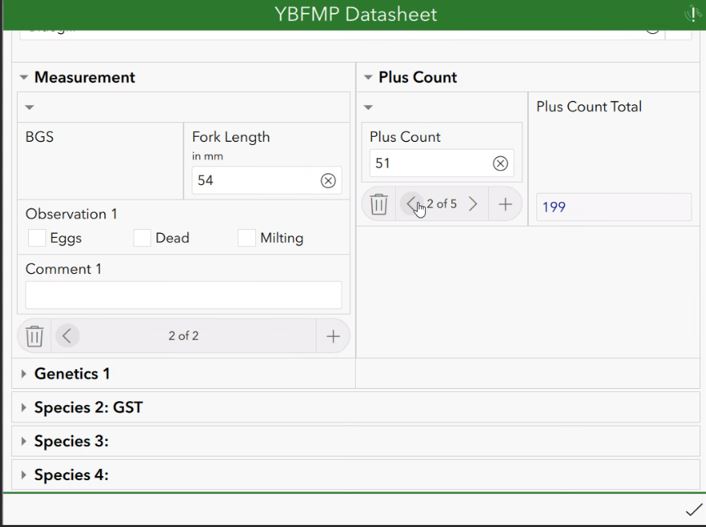 YBFMP Datasheet
Measurement
Plus Count
BGS
Fork Length
in mm
54
Plus Count
51
2 of 5
Plus Count Total
199
Observation 1
Eggs
Dead
Milting
Comment 1
2 of 2
Genetics 1
Species 2: GST
Species 3:
Species 4: